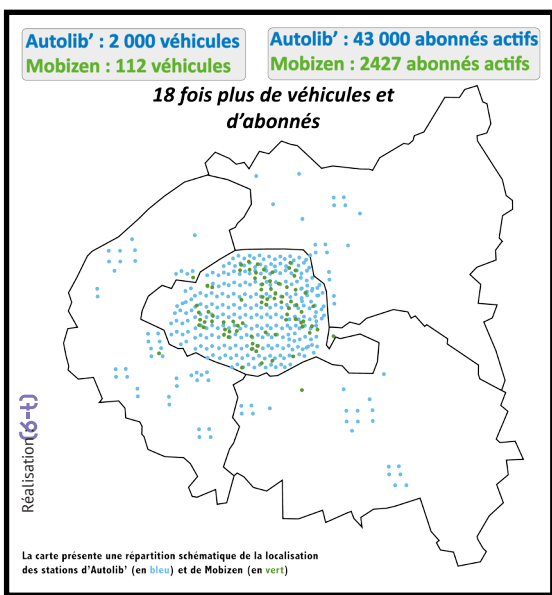 Autolib’ : 2 000 véhicules
Mobizen : 112 véhicules
Autolib’ : 43 000 abonnés actifs
Mobizen : 2427 abonnés actifs
18 fois plus de véhicules et
d’abonnés
Réalisation :
(6-t)
La carte présente une répartition schématique de la localisation
des stations d’Autolib’ (en bleu) et de Mobizen (en vert)